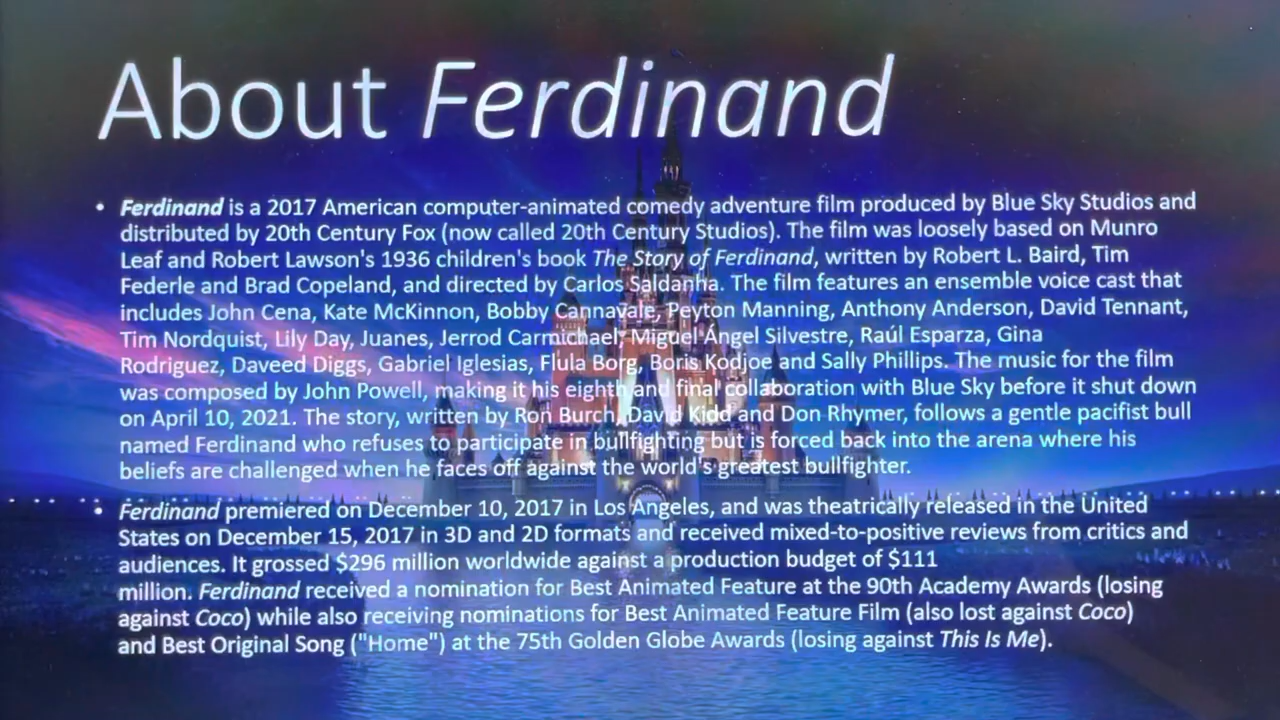 About Ferdinand
• Ferdinand is a 2017 American computer-animated comedy adventure film produced by Blue Sky Studios and
distributed by 20th Century Fox (now called 20th Century Studios). The film was loosely based on Munro
Leaf and Robert Lawson's 1936 children's book The Story of Ferdinand, written by Robert L. Baird, Tim
Federle and Brad Copeland, and directed by Carlos Saldanha. The film features an ensemble voice cast that
includes John Cena, Kate McKinnon, Bobby Cannavale, Peyton Manning, Anthony Anderson, David Tennant,
Tim Nordquist, Lily Day, Juanes, Jerrod Carmichael, Miguel Ángel Silvestre, Raúl Esparza, Gina
Rodriguez, Daveed Diggs, Gabriel Iglesias, Flula Borg, Boris Kodjoe and Sally Phillips. The music for the film
was composed by John Powell, making it his eighth and final collaboration with Blue Sky before it shut down
on April 10, 2021. The story, written by Ron Burch, David Kidd and Don Rhymer, follows a gentle pacifist bull
named Ferdinand who refuses to participate in bullfighting but is forced back into the arena where his
beliefs are challenged when he faces off against the world's greatest bullfighter.
• Ferdinand premiered on December 10, 2017 in Los Angeles, and was theatrically released in the United
States on December 15, 2017 in 3D and 2D formats and received mixed-to-positive reviews from critics and
audiences. It grossed $296 million worldwide against a production budget of $111
million. Ferdinand received a nomination for Best Animated Feature at the 90th Academy Awards (losing
against Coco) while also receiving nominations for Best Animated Feature Film (also lost against Coco)
and Best Original Song ("Home") at the 75th Golden Globe Awards (losing against This Is Me).